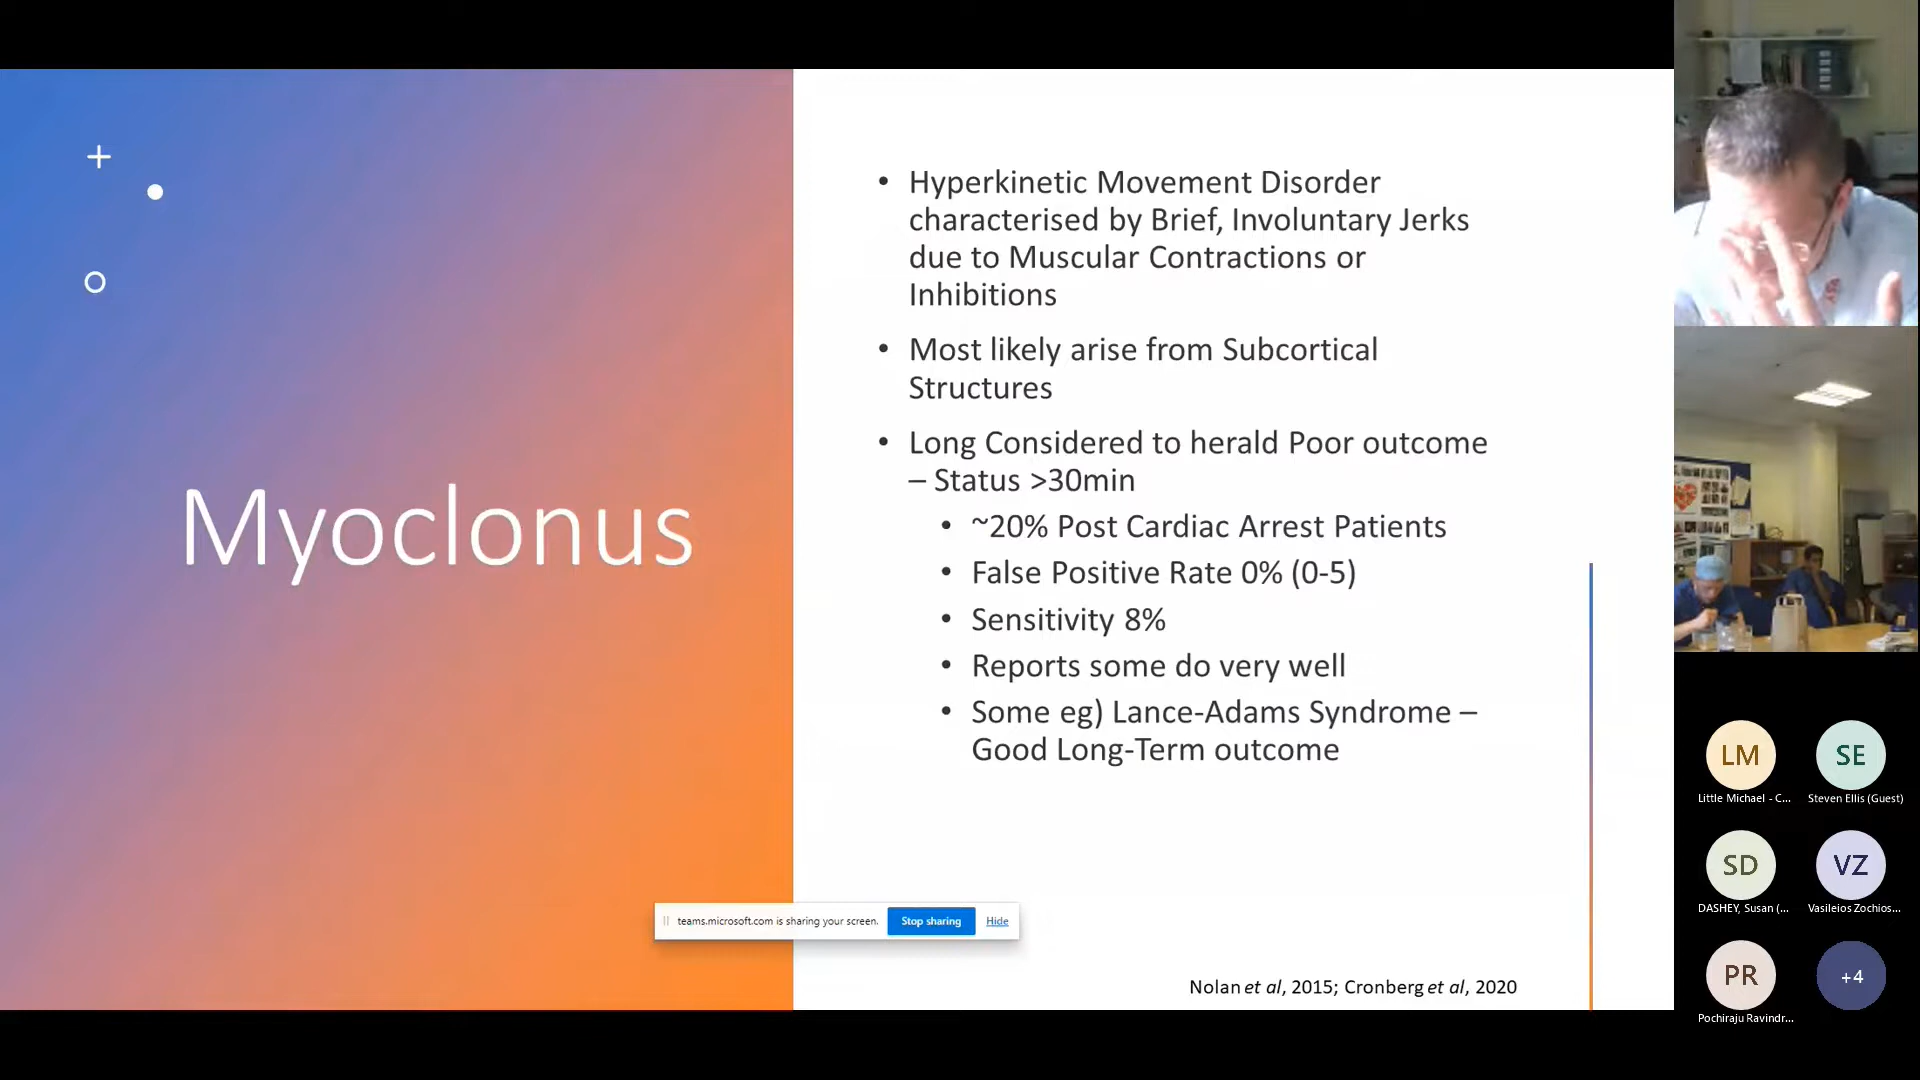 Myoclonus
• Hyperkinetic Movement Disorder
characterised by Brief, Involuntary Jerks
due to Muscular Contractions or
Inhibitions
• Most likely arise from Subcortical
Structures
• Long Considered to herald Poor outcome
– Status >30min
• ~20% Post Cardiac Arrest Patients
• False Positive Rate 0% (0-5)
• Sensitivity 8%
• Reports some do very well
• Some eg) Lance-Adams Syndrome –
Good Long-Term outcome
teams.microsoft.com is sharing your screen. Stop sharing Hide
Nolan et al, 2015; Cronberg et al, 2020
LM SE
Little Michael - C... Steven Ellis (Guest)
SD VZ
DASHEY, Susan (... Vasileios Zochios...
PR +4
Pochiraju Ravindr...